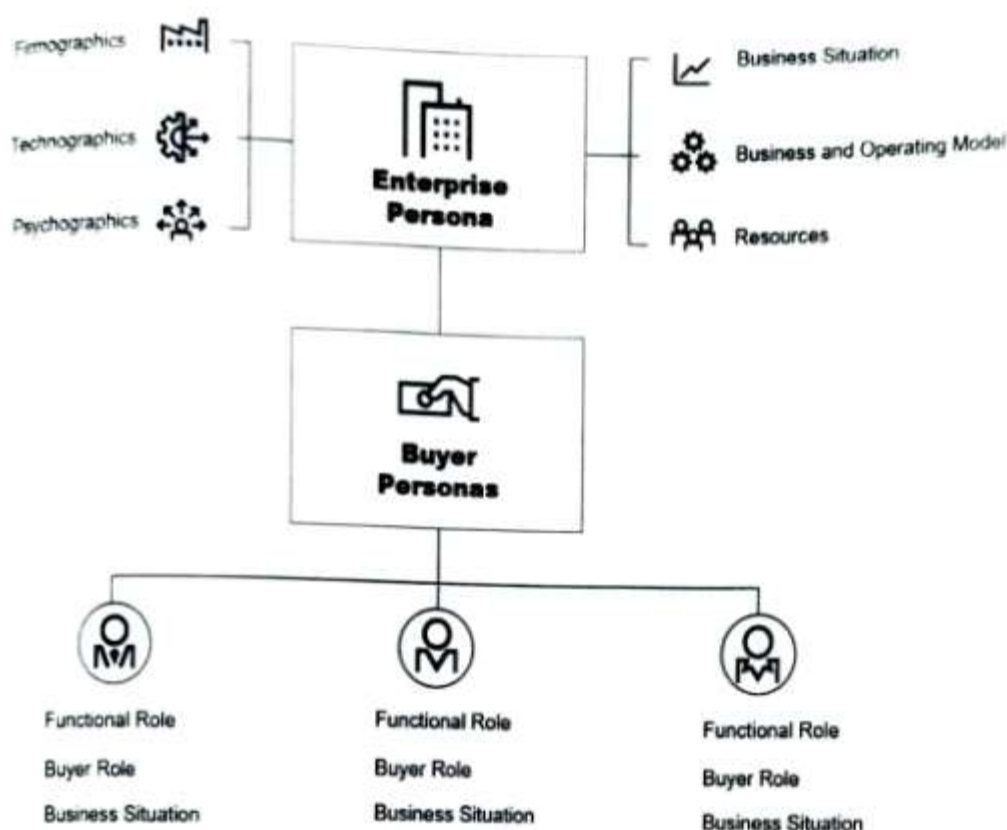 Firmographics
Technographics
Psychographics
Enterprise
Persona
Business Situation
Business and Operating Model
Resources
Buyer
Personas
Functional Role
Buyer Role
Business Situation
Functional Role
Buyer Role
Business Situation
Functional Role
Buyer Role
Business Situation